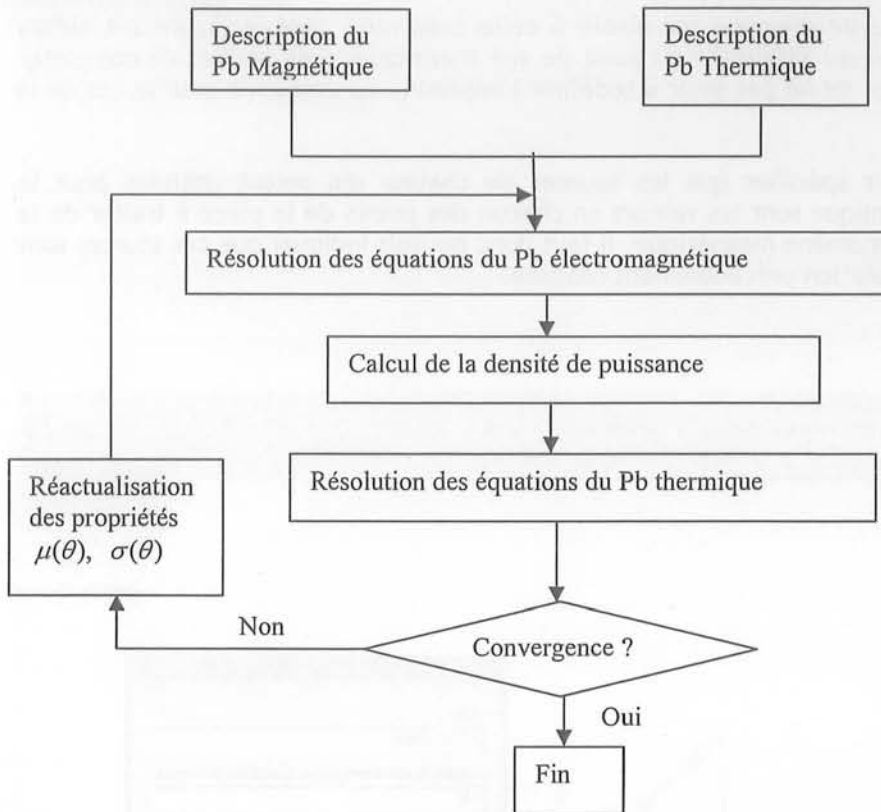 Description du
Pb Magnétique
Description du
Pb Thermique
Résolution des équations du Pb électromagnétique
Calcul de la densité de puissance
Résolution des équations du Pb thermique
Réactualisation
des propriétés
μ(θ), σ(θ)
Non
Convergence ?
Oui
Fin